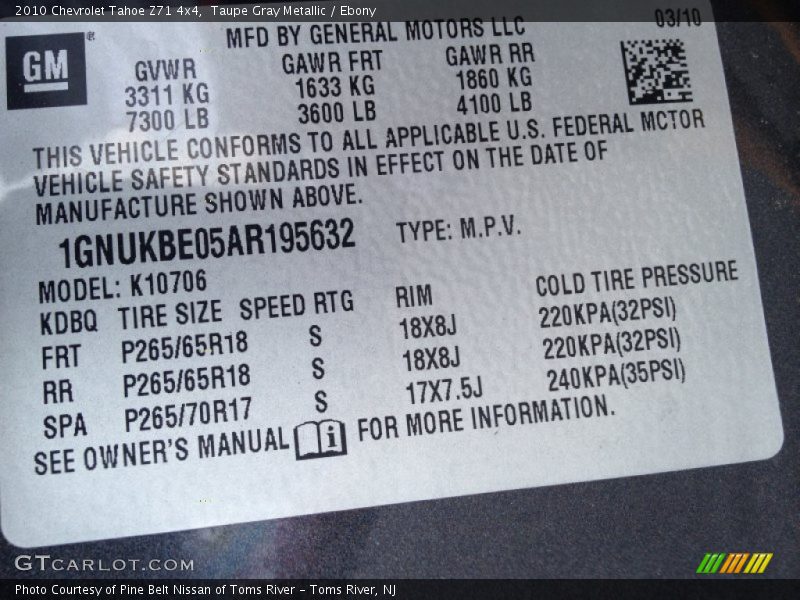 2010 Chevrolet Tahoe Z71 4x4, Taupe Gray Metallic / Ebony
03/10
MFD BY GENERAL MOTORS LLC
GM
®
GVWR GAWR FRT GAWR RR
3311 KG 1633 KG 1860 KG
7300 LB 3600 LB 4100 LB
THIS VEHICLE CONFORMS TO ALL APPLICABLE U.S. FEDERAL MCTOR
VEHICLE SAFETY STANDARDS IN EFFECT ON THE DATE OF
MANUFACTURE SHOWN ABOVE.
1GNUKBE05AR195632 TYPE: M.P.V.
MODEL: K10706
KDBQ TIRE SIZE SPEED RTG RIM COLD TIRE PRESSURE
FRT P265/65R18 S 18X8J 220KPA(32PSI)
RR P265/65R18 S 18X8J 220KPA(32PSI)
SPA P265/70R17 S 17X7.5J 240KPA(35PSI)
SEE OWNER'S MANUAL i FOR MORE INFORMATION.
GTCARLOT.COM
Photo Courtesy of Pine Belt Nissan of Toms River – Toms River, NJ